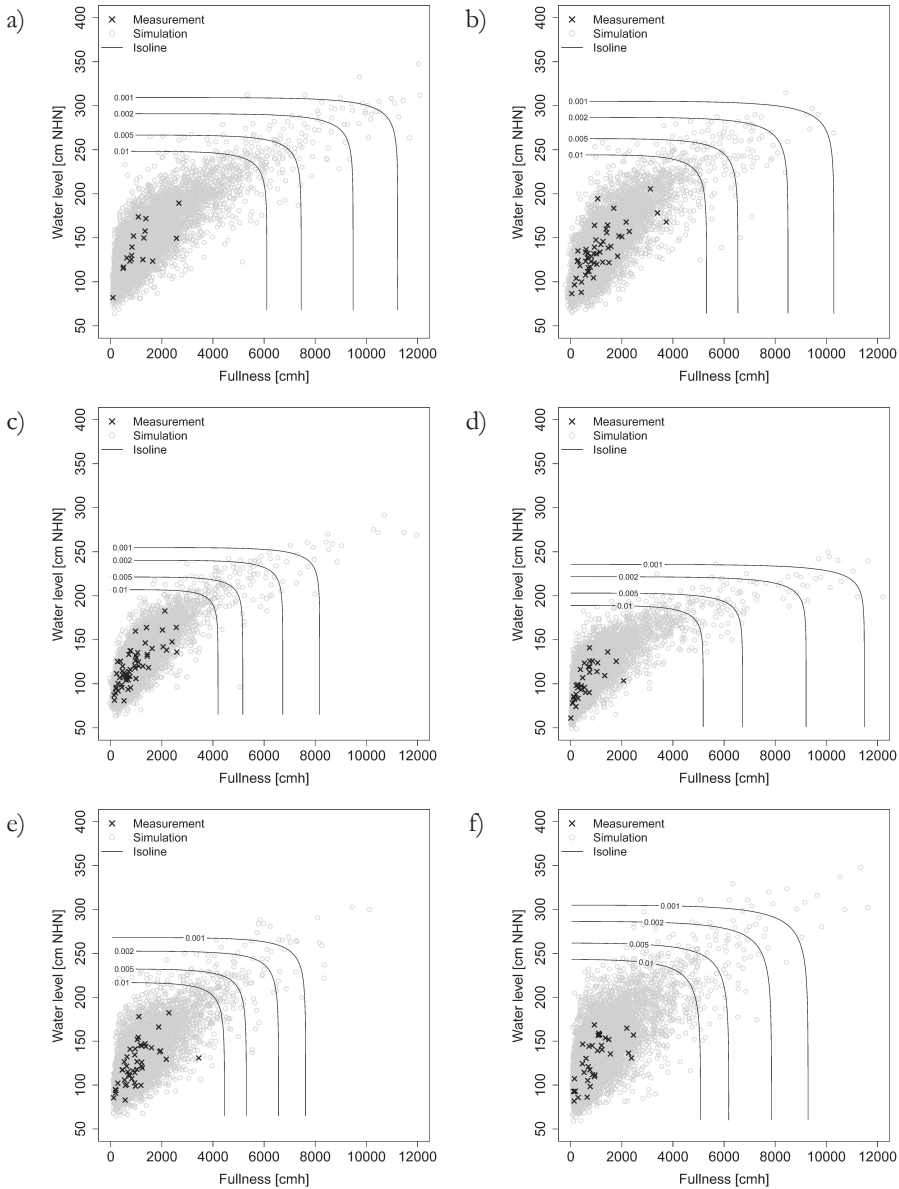 a)
× Measurement
○ Simulation
— Isoline
Water level [cm NHN]
400
350
300
250
200
150
100
50
0.001
0.002
0.005
0.01
0 2000 4000 6000 8000 10000 12000
Fullness [cmh]
b)
× Measurement
○ Simulation
— Isoline
Water level [cm NHN]
400
350
300
250
200
150
100
50
0.001
0.002
0.005
0.01
0 2000 4000 6000 8000 10000 12000
Fullness [cmh]
c)
× Measurement
○ Simulation
— Isoline
Water level [cm NHN]
400
350
300
250
200
150
100
50
0.001
0.002
0.005
0.01
0 2000 4000 6000 8000 10000 12000
Fullness [cmh]
d)
× Measurement
○ Simulation
— Isoline
Water level [cm NHN]
400
350
300
250
200
150
100
50
0.001
0.002
0.005
0.01
0 2000 4000 6000 8000 10000 12000
Fullness [cmh]
e)
× Measurement
○ Simulation
— Isoline
Water level [cm NHN]
400
350
300
250
200
150
100
50
0.001
0.002
0.005
0.01
0 2000 4000 6000 8000 10000 12000
Fullness [cmh]
f)
× Measurement
○ Simulation
— Isoline
Water level [cm NHN]
400
350
300
250
200
150
100
50
0.001
0.002
0.005
0.01
0 2000 4000 6000 8000 10000 12000
Fullness [cmh]